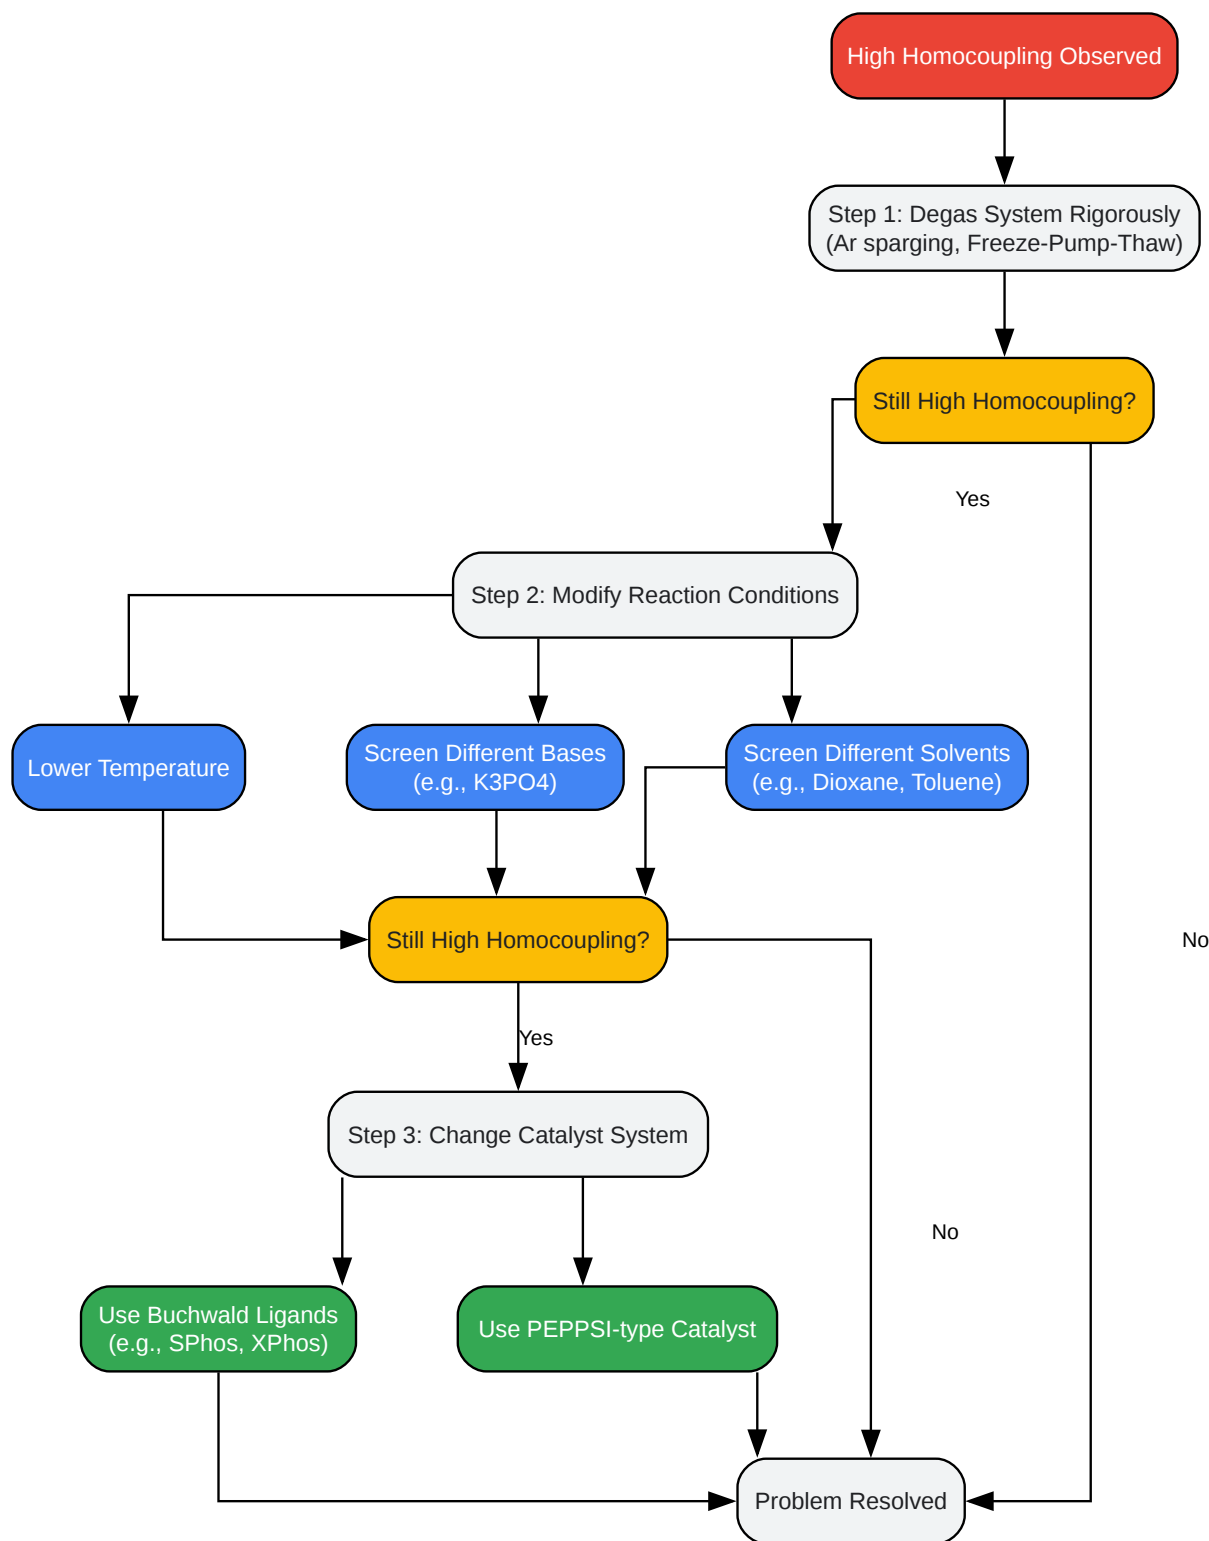 High Homocoupling Observed
Step 1: Degas System Rigorously
(Ar sparging, Freeze-Pump-Thaw)
Still High Homocoupling?
Yes
Step 2: Modify Reaction Conditions
Lower Temperature
Screen Different Bases
(e.g., K3PO4)
Screen Different Solvents
(e.g., Dioxane, Toluene)
Still High Homocoupling?
No
Yes
Step 3: Change Catalyst System
No
Use Buchwald Ligands
(e.g., SPhos, XPhos)
Use PEPPSI-type Catalyst
Problem Resolved